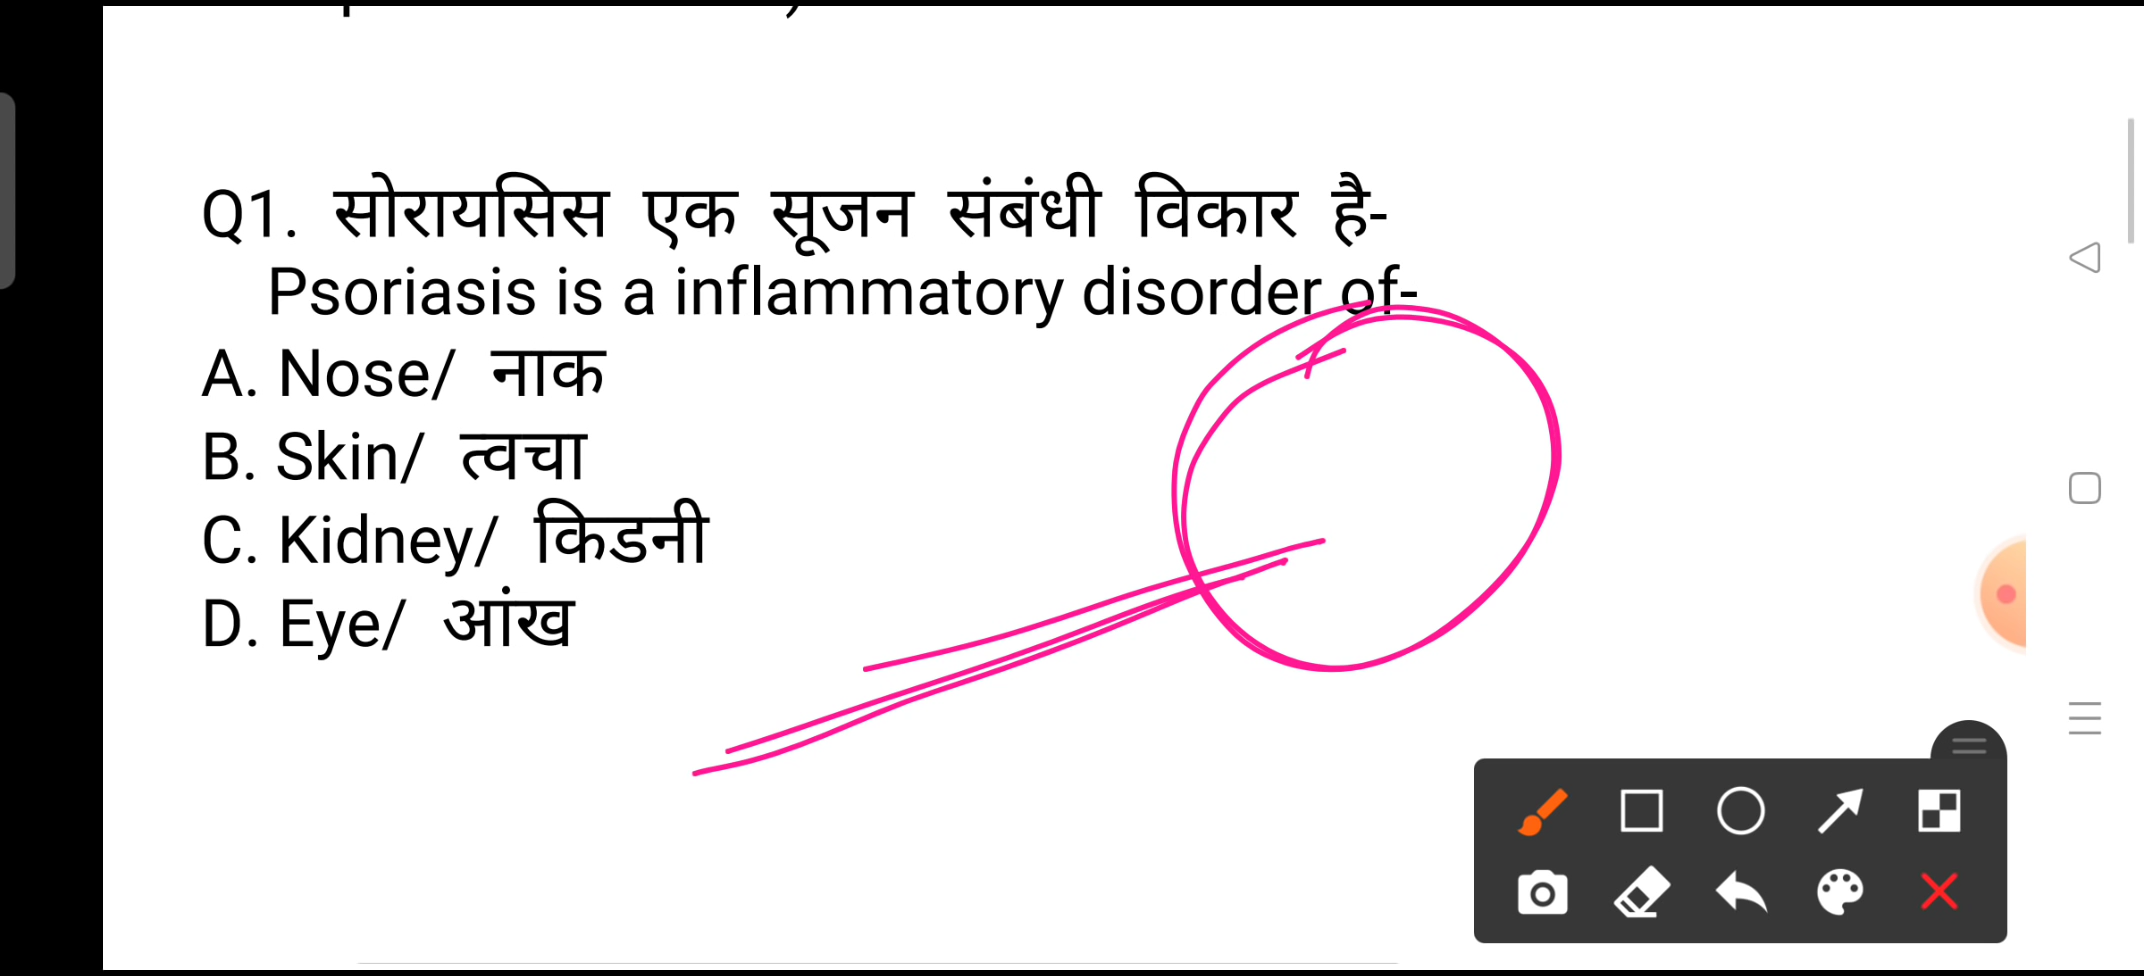 Q1. सोरायसिस एक सूजन संबंधी विकार है-
Psoriasis is a inflammatory disorder of-
A. Nose/ नाक
B. Skin/ त्वचा
C. Kidney/ किडनी
D. Eye/ आंख